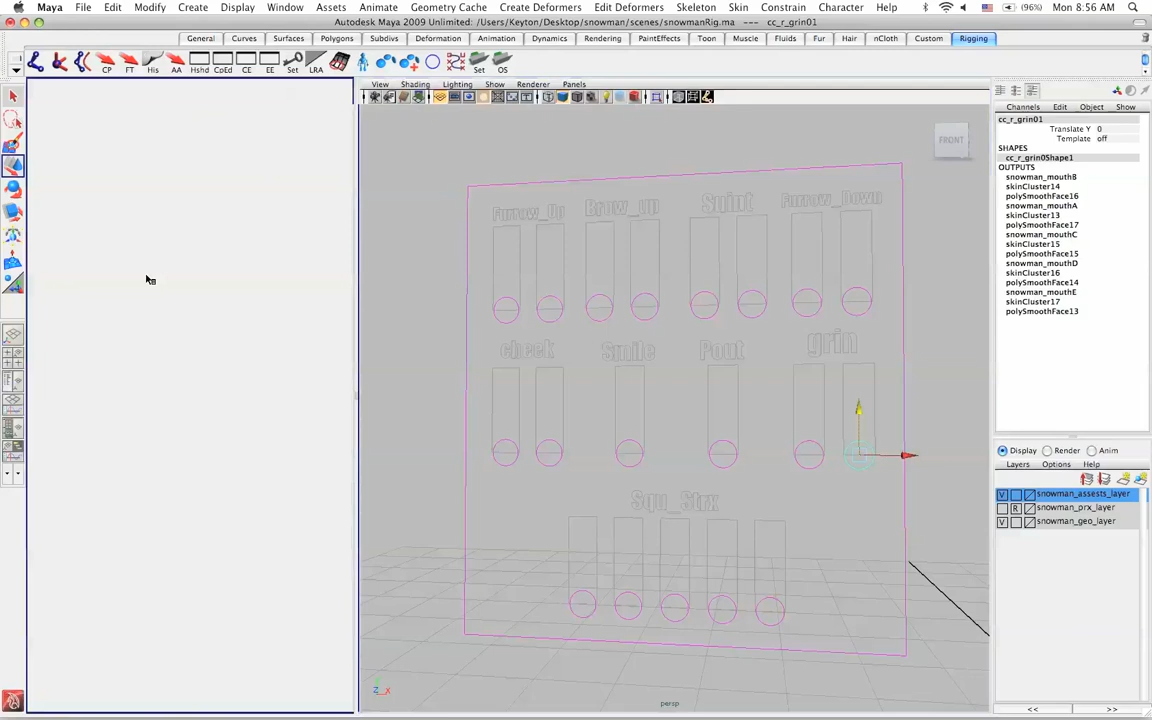 Maya File Edit Modify Create Display Window Assets Animate Geometry Cache Create Deformers Edit Deformers Skeleton Skin Constrain Character Help (96%) Mon 8:56 AM
Autodesk Maya 2009 Unlimited: /Users/Keyton/Desktop/snowman/scenes/snowmanRig.ma --- cc_r_grin01
General Curves Surfaces Polygons Subdivs Deformation Animation Dynamics Rendering PaintEffects Toon Muscle Fluids Fur Hair nCloth Custom Rigging
CP FT His AA Hshd CpEd CE EE Set LRA Set OS
View Shading Lighting Show Renderer Panels
Channels Edit Object Show
cc_r_grin01
Translate Y 0
Template off
SHAPES
cc_r_grin0Shape1
OUTPUTS
snowman_mouthB
skinCluster14
polySmoothFace16
snowman_mouthA
skinCluster13
polySmoothFace17
snowman_mouthC
skinCluster15
polySmoothFace15
snowman_mouthD
skinCluster16
polySmoothFace14
snowman_mouthE
skinCluster17
polySmoothFace13
FRONT
Furrow_Up Brow_up Squint Furrow_Down
cheek Smile Pout grin
Squ_Strx
persp
Display Render Anim
Layers Options Help
V snowman_assests_layer
R snowman_prx_layer
V snowman_geo_layer
<< >>